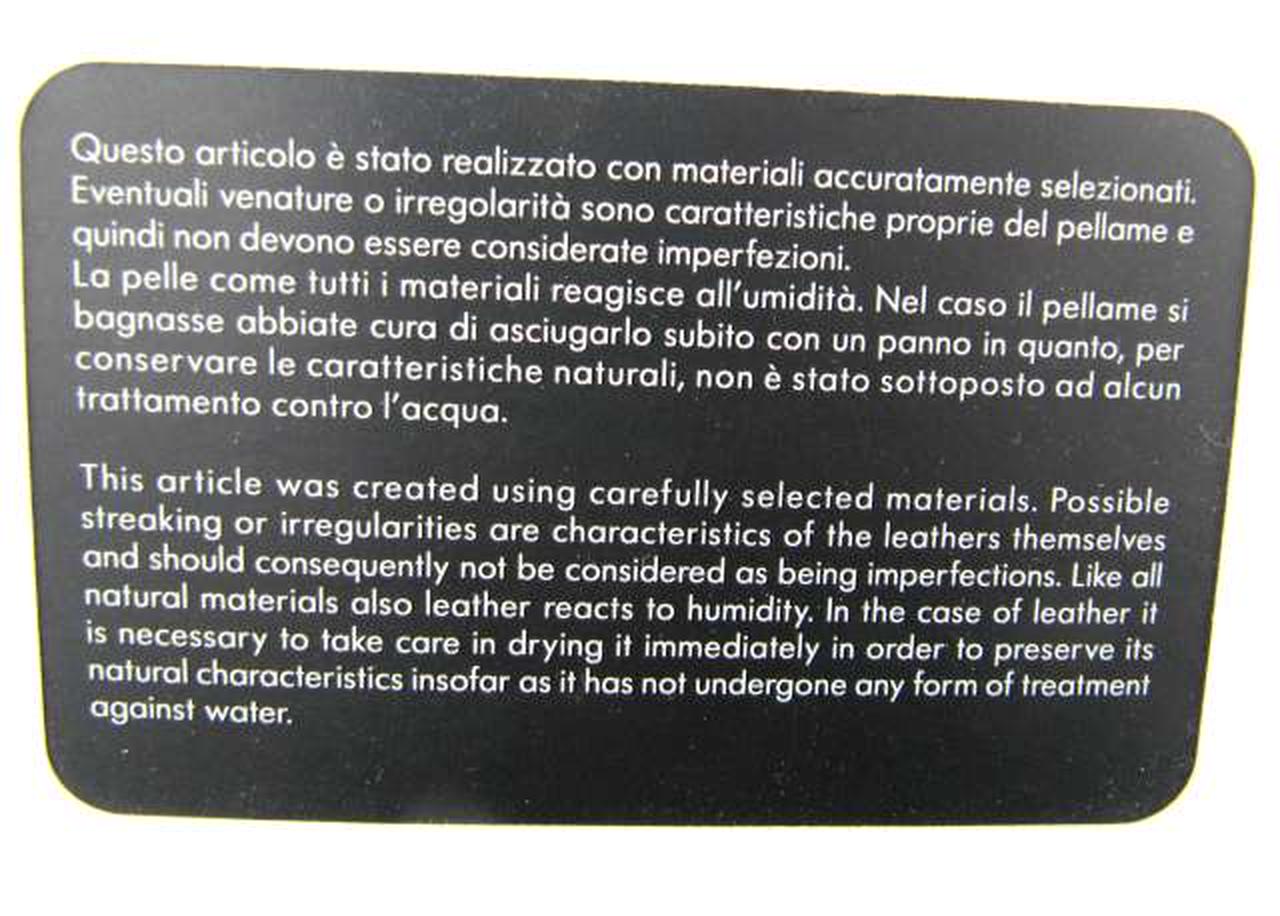 Questo articolo è stato realizzato con materiali accuratamente selezionati.
Eventuali venature o irregolarità sono caratteristiche proprie del pellame e
quindi non devono essere considerate imperfezioni.
La pelle come tutti i materiali reagisce all'umidità. Nel caso il pellame si
bagnasse abbiate cura di asciugarlo subito con un panno in quanto, per
conservare le caratteristiche naturali, non è stato sottoposto ad alcun
trattamento contro l'acqua.
This article was created using carefully selected materials. Possible
streaking or irregularities are characteristics of the leathers themselves
and should consequently not be considered as being imperfections. Like all
natural materials also leather reacts to humidity. In the case of leather it
is necessary to take care in drying it immediately in order to preserve its
natural characteristics insofar as it has not undergone any form of treatment
against water.